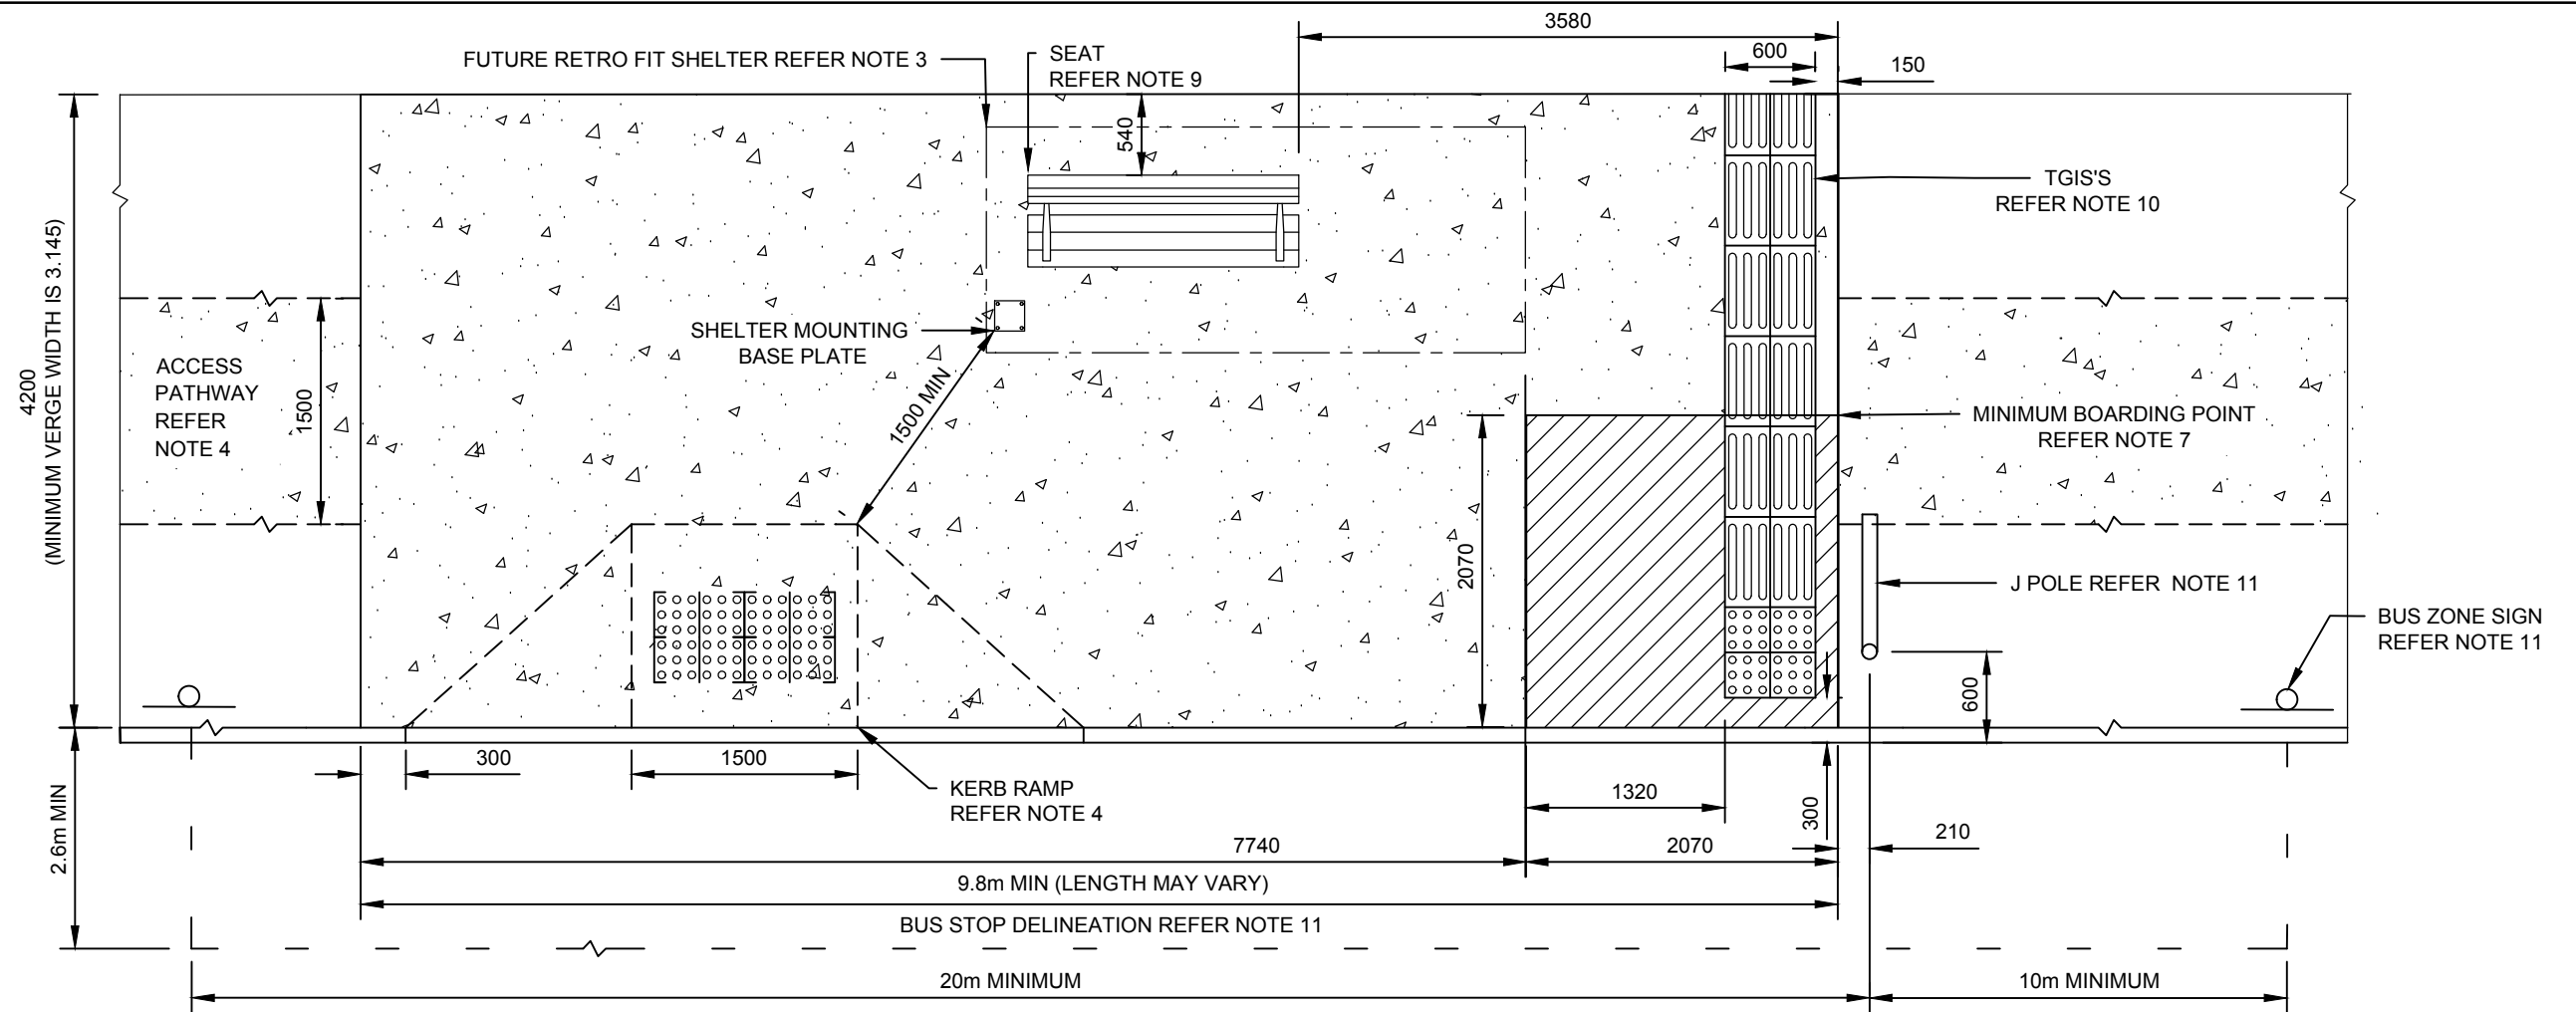 3580
FUTURE RETRO FIT SHELTER REFER NOTE 3
SEAT
REFER NOTE 9
600
150
540
TGIS'S
REFER NOTE 10
4200
(MINIMUM VERGE WIDTH IS 3.145)
ACCESS
PATHWAY
REFER
NOTE 4
1500
SHELTER MOUNTING
BASE PLATE
1500 MIN
MINIMUM BOARDING POINT
REFER NOTE 7
2070
J POLE REFER NOTE 11
BUS ZONE SIGN
REFER NOTE 11
600
2.6m MIN
300
1500
KERB RAMP
REFER NOTE 4
1320
300
210
7740
2070
9.8m MIN (LENGTH MAY VARY)
BUS STOP DELINEATION REFER NOTE 11
20m MINIMUM
10m MINIMUM